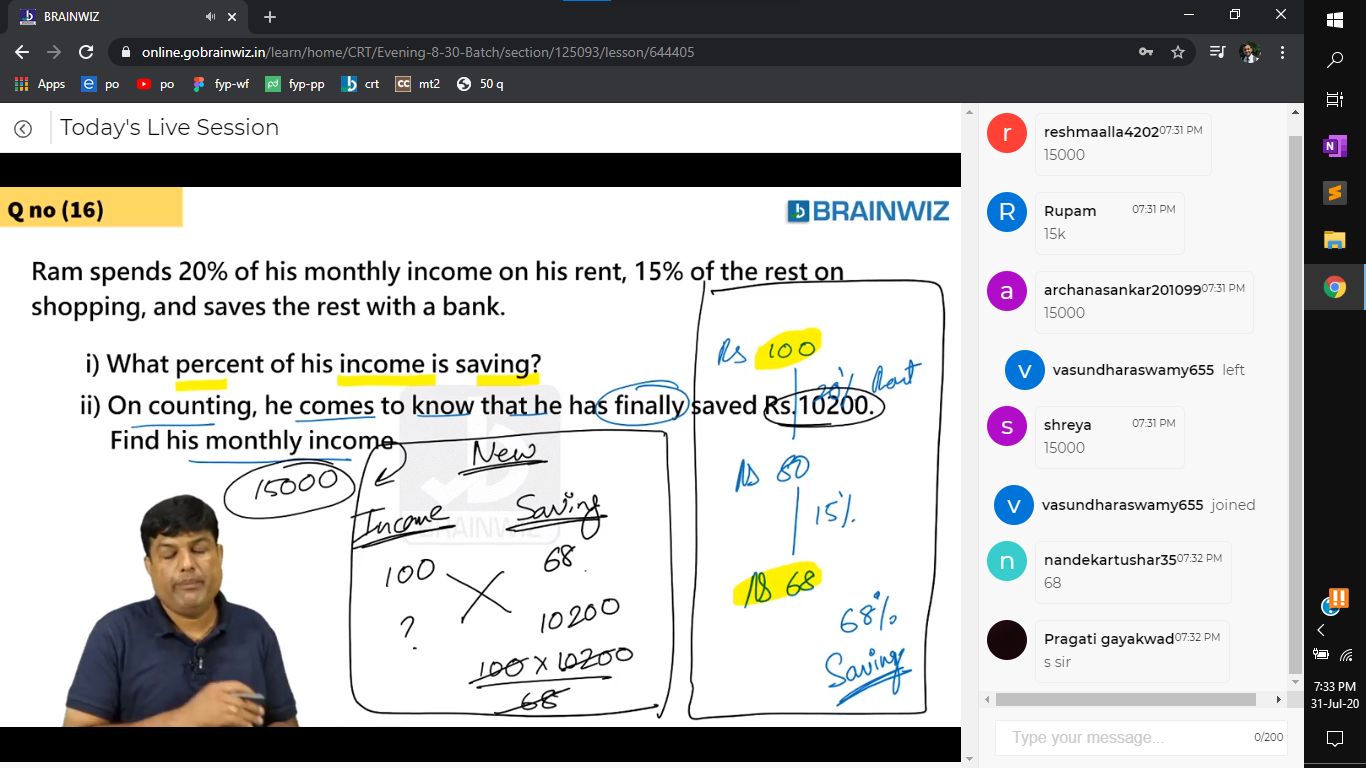 BRAINWIZ
online.gobrainwiz.in/learn/home/CRT/Evening-8-30-Batch/section/125093/lesson/644405
Apps po po fyp-wf fyp-pp crt CC mt2 50 q
Today's Live Session
Q no (16)
BRAINWIZ
Ram spends 20% of his monthly income on his rent, 15% of the rest on
shopping, and saves the rest with a bank.
i) What percent of his income is saving?
ii) On counting, he comes to know that he has finally saved Rs.10200.
Find his monthly income
15000
New
Income Saving
100 68
? 10200
100 x 10200
68
Rs 100
20% Rent
Rs 80
15%
Rs 68
68%
Saving
BRAINWIZ
r reshmaalla4202 07:31 PM
15000
R Rupam 07:31 PM
15k
a archanasankar201099 07:31 PM
15000
v vasundharaswamy655 left
s shreya 07:31 PM
15000
v vasundharaswamy655 joined
n nandekartushar35 07:32 PM
68
Pragati gayakwad 07:32 PM
s sir
Type your message... 0/200
N
7:33 PM
31-Jul-20